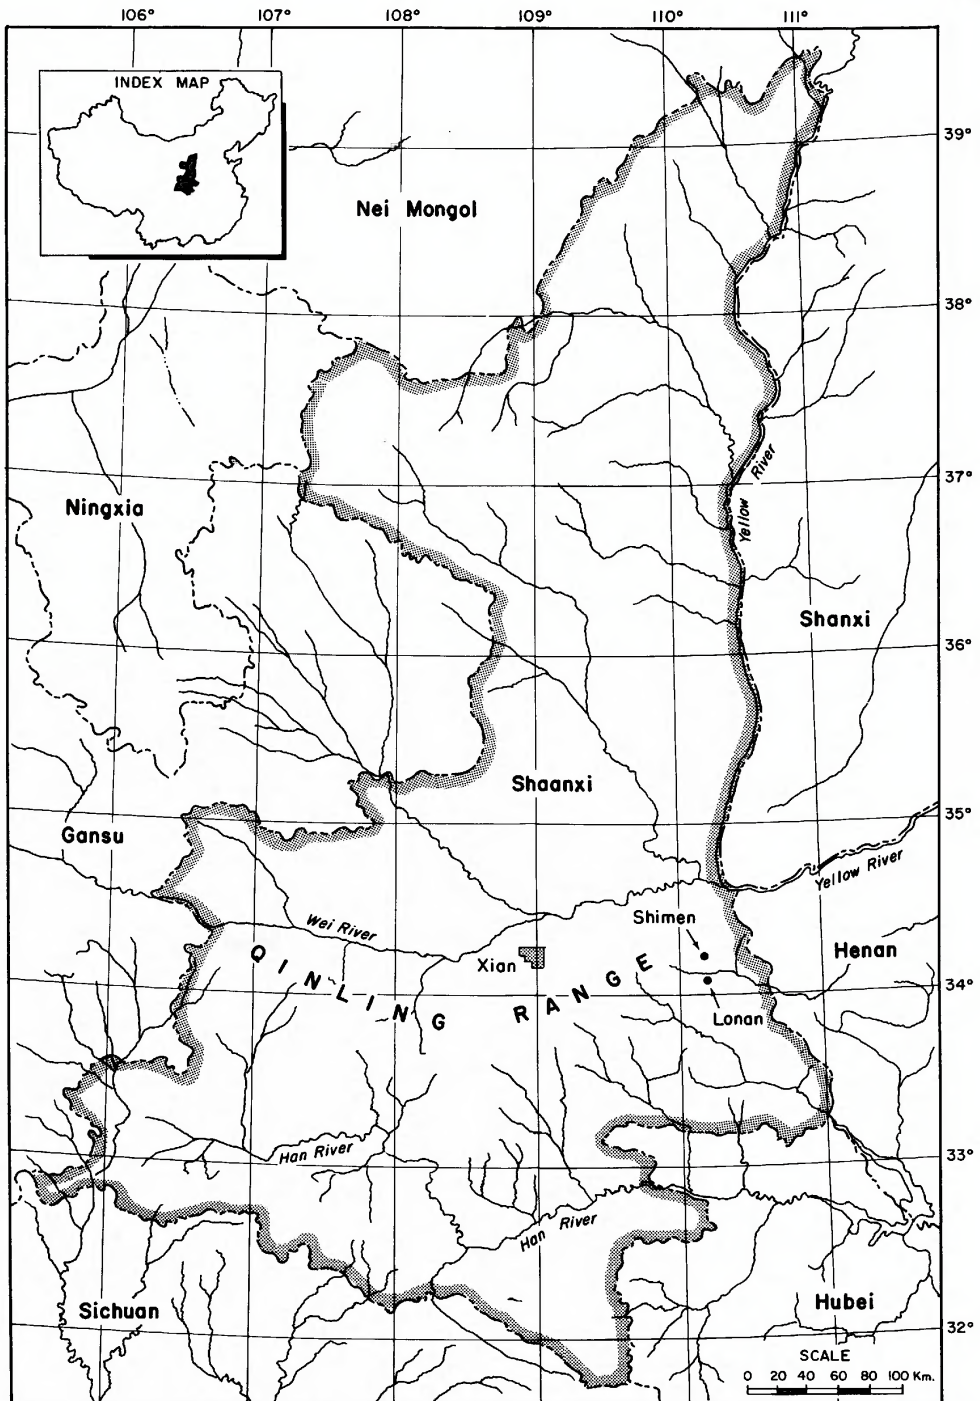 106° 107° 108° 109° 110° 111°
INDEX MAP
39°
Nei Mongol
38°
River
Yellow
37°
Ningxia
Shanxi
36°
Shaanxi
35°
Gansu
Yellow River
Shimen
Wei River
Henan
Xian
QINLING RANGE
34°
Lonan
Han River
33°
Han River
Sichuan
Hubei
32°
SCALE
0 20 40 60 80 100 Km.